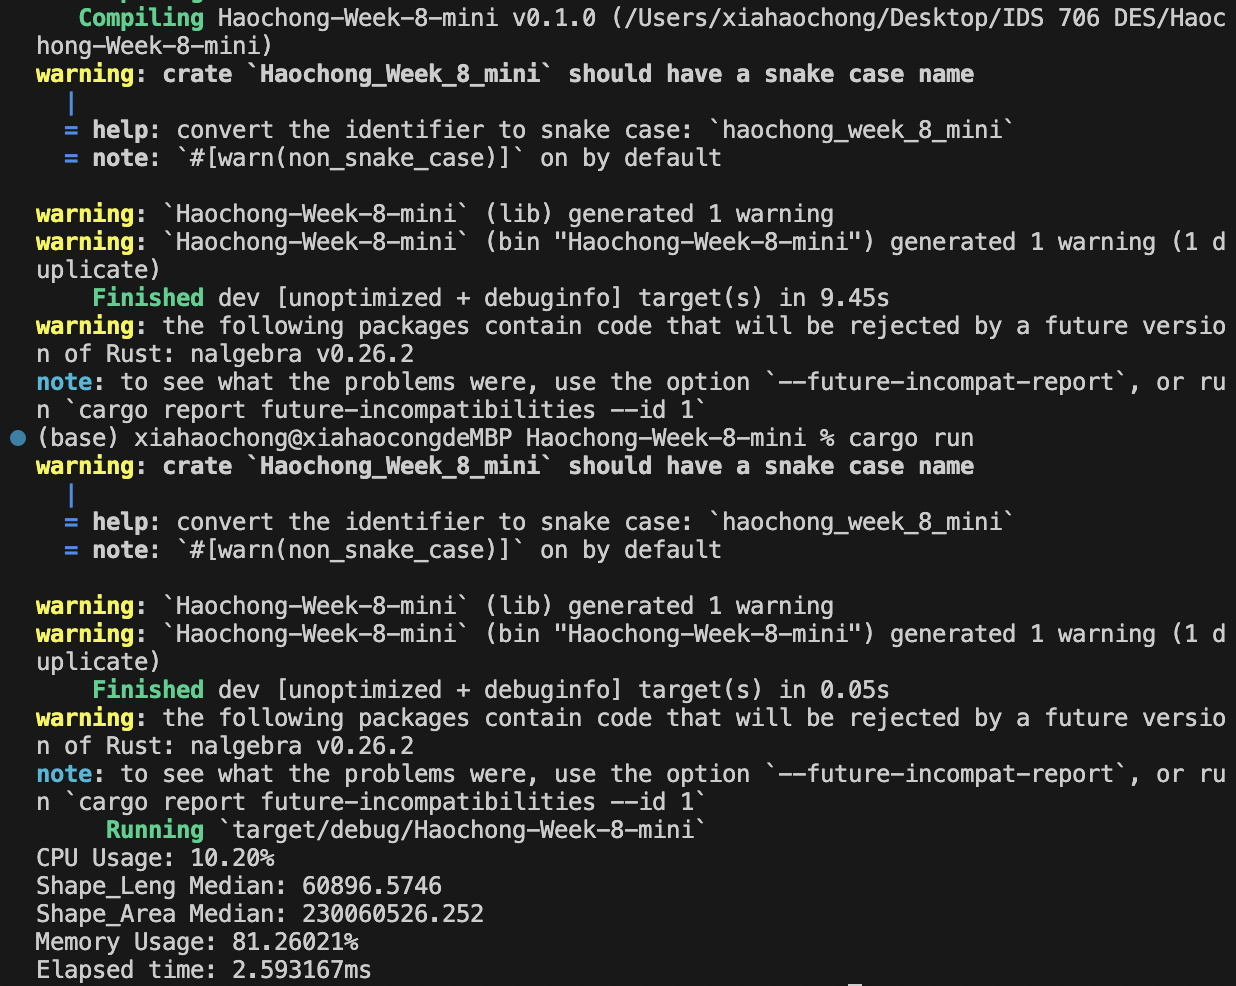 Compiling Haochong-Week-8-mini v0.1.0 (/Users/xiahaochong/Desktop/IDS 706 DES/Haoc
hong-Week-8-mini)
warning: crate `Haochong_Week_8_mini` should have a snake case name
|
= help: convert the identifier to snake case: `haochong_week_8_mini`
= note: `#[warn(non_snake_case)]` on by default
warning: `Haochong-Week-8-mini` (lib) generated 1 warning
warning: `Haochong-Week-8-mini` (bin "Haochong-Week-8-mini") generated 1 warning (1 d
uplicate)
Finished dev [unoptimized + debuginfo] target(s) in 9.45s
warning: the following packages contain code that will be rejected by a future versio
n of Rust: nalgebra v0.26.2
note: to see what the problems were, use the option `--future-incompat-report`, or ru
n `cargo report future-incompatibilities --id 1`
(base) xiahaochong@xiahaocongdeMBP Haochong-Week-8-mini % cargo run
warning: crate `Haochong_Week_8_mini` should have a snake case name
|
= help: convert the identifier to snake case: `haochong_week_8_mini`
= note: `#[warn(non_snake_case)]` on by default
warning: `Haochong-Week-8-mini` (lib) generated 1 warning
warning: `Haochong-Week-8-mini` (bin "Haochong-Week-8-mini") generated 1 warning (1 d
uplicate)
Finished dev [unoptimized + debuginfo] target(s) in 0.05s
warning: the following packages contain code that will be rejected by a future versio
n of Rust: nalgebra v0.26.2
note: to see what the problems were, use the option `--future-incompat-report`, or ru
n `cargo report future-incompatibilities --id 1`
Running `target/debug/Haochong-Week-8-mini`
CPU Usage: 10.20%
Shape_Leng Median: 60896.5746
Shape_Area Median: 230060526.252
Memory Usage: 81.26021%
Elapsed time: 2.593167ms